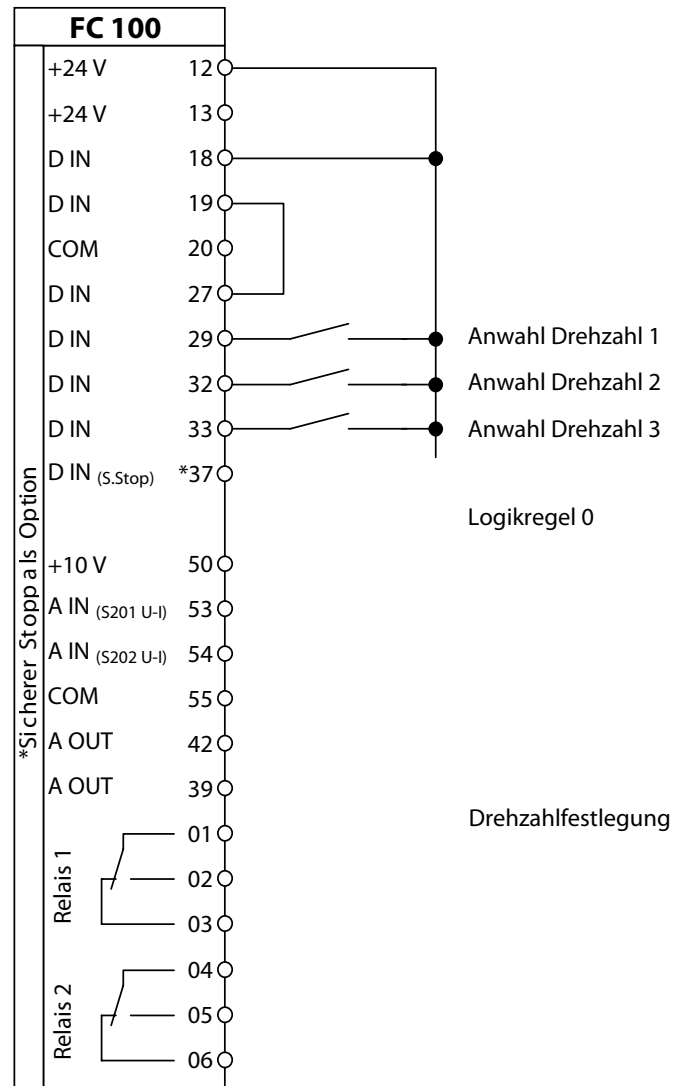 FC 100
+24 V 12
+24 V 13
D IN 18
D IN 19
COM 20
D IN 27
D IN 29 Anwahl Drehzahl 1
D IN 32 Anwahl Drehzahl 2
D IN 33 Anwahl Drehzahl 3
D IN (S.Stop) *37
Logikregel 0
+10 V 50
A IN (S201 U-I) 53
A IN (S202 U-I) 54
COM 55
A OUT 42
A OUT 39
Drehzahlfestlegung
01
02
03
Relais 1
04
05
06
Relais 2
*Sicherer Stopp als Option